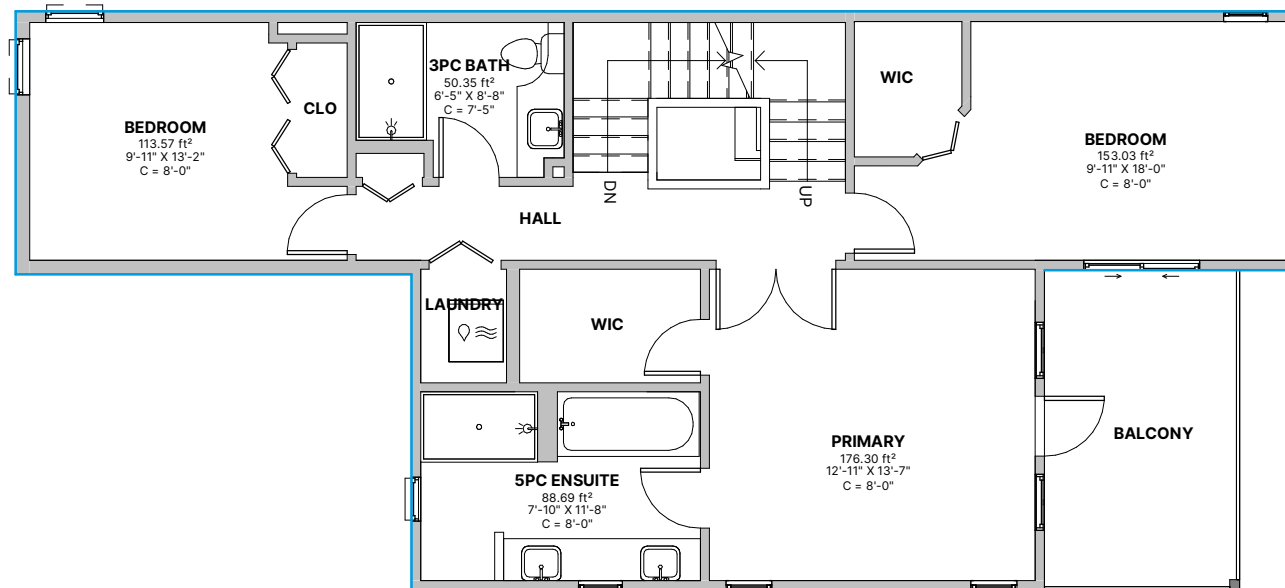 BEDROOM
113.57 ft²
9'-11" X 13'-2"
C = 8'-0"
CLO
3PC BATH
50.35 ft²
6'-5" X 8'-8"
C = 7'-5"
DN
UP
WIC
BEDROOM
153.03 ft²
9'-11" X 18'-0"
C = 8'-0"
HALL
LAUNDRY
WIC
5PC ENSUITE
88.69 ft²
7'-10" X 11'-8"
C = 8'-0"
PRIMARY
176.30 ft²
12'-11" X 13'-7"
C = 8'-0"
BALCONY